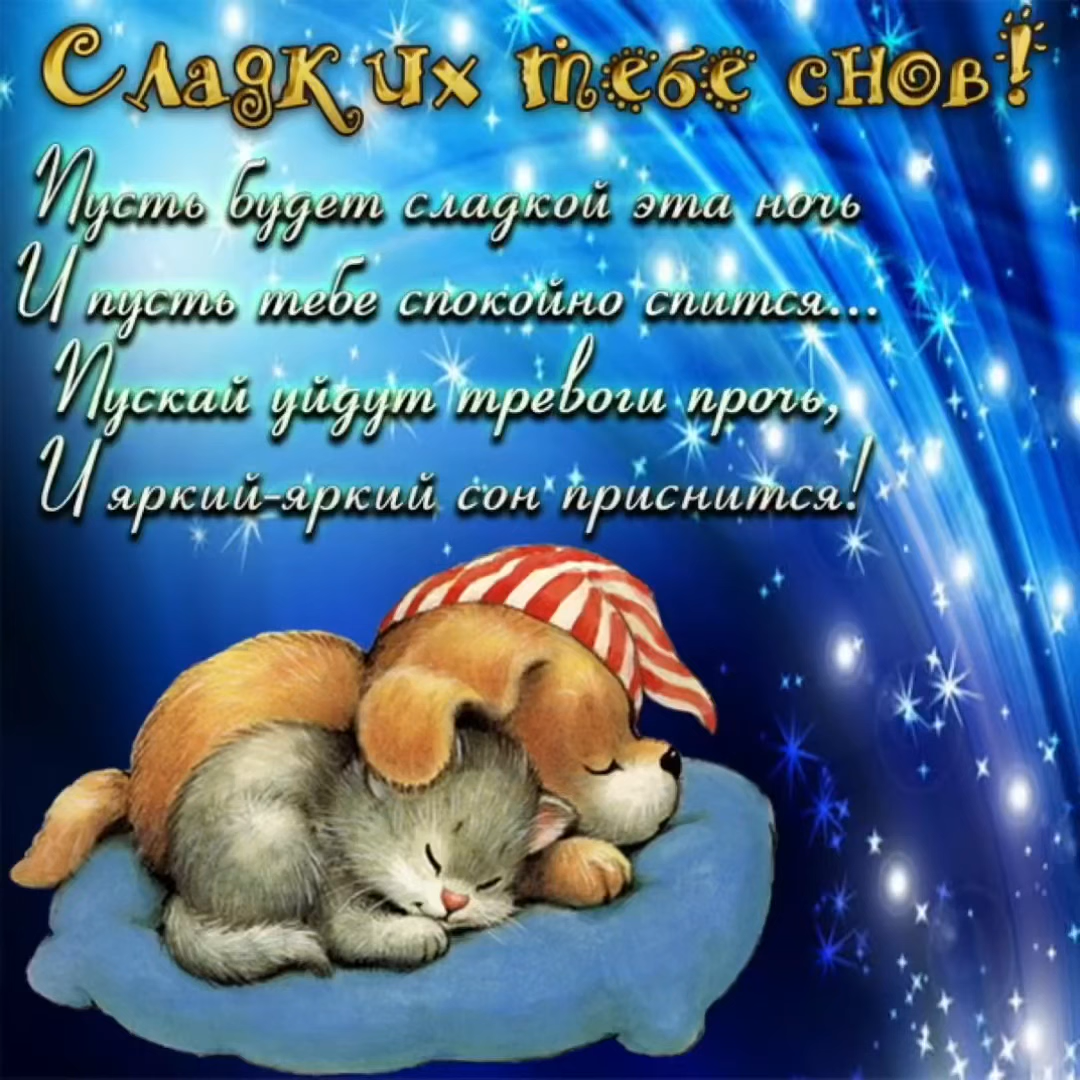 Сладких тебе снов!
Пусть будет сладкой эта ночь
И пусть тебе спокойно спится...
Пускай уйдут тревоги прочь,
И яркий-яркий сон приснится!